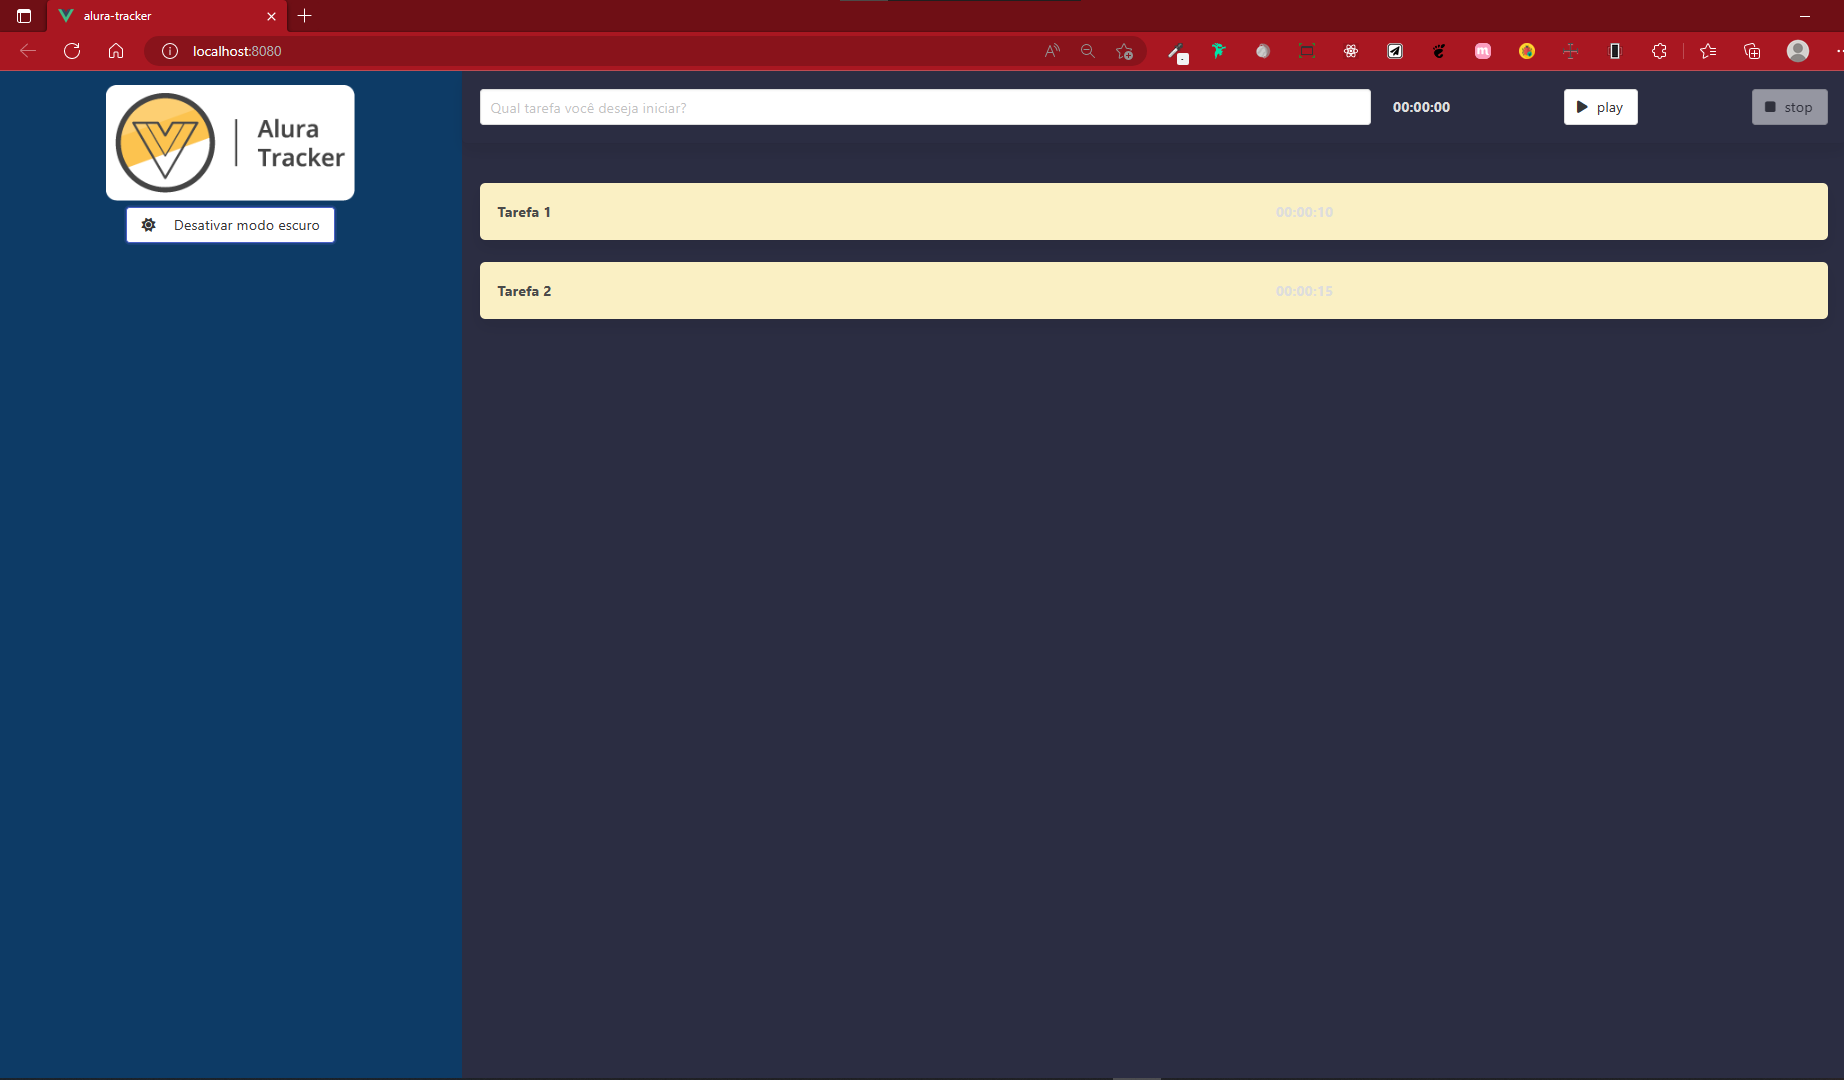 alura-tracker
localhost:8080
Alura
Tracker
Desativar modo escuro
Qual tarefa você deseja iniciar?
00:00:00
play
stop
Tarefa 1
00:00:10
Tarefa 2
00:00:15